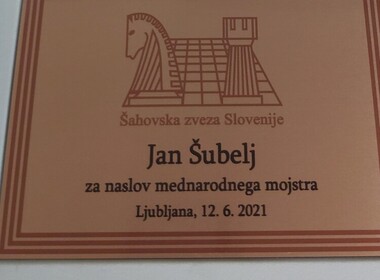 Šahovska zveza Slovenije
Jan Šubelj
za naslov mednarodnega mojstra
Ljubljana, 12. 6. 2021